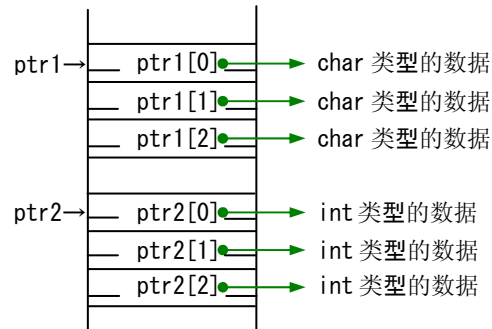 ptr1→ ptr1[0] char 类型的数据
ptr1[1] char 类型的数据
ptr1[2] char 类型的数据
ptr2→ ptr2[0] int 类型的数据
ptr2[1] int 类型的数据
ptr2[2] int 类型的数据